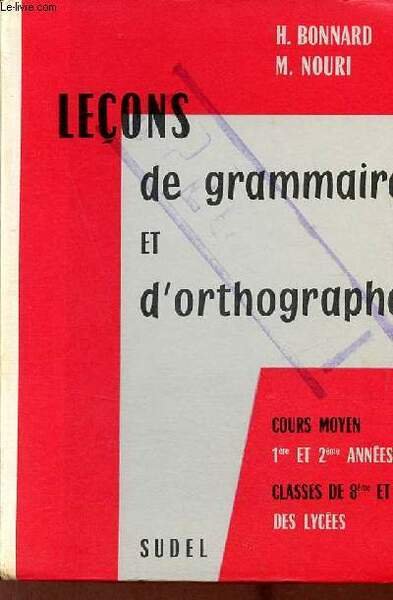 Le-livre.com
H. BONNARD
M. NOURI
LEÇONS
de grammaire
ET
d'orthographe
COURS MOYEN
1ère ET 2ème ANNÉES
CLASSES DE 8ème ET
DES LYCÉES
SUDEL